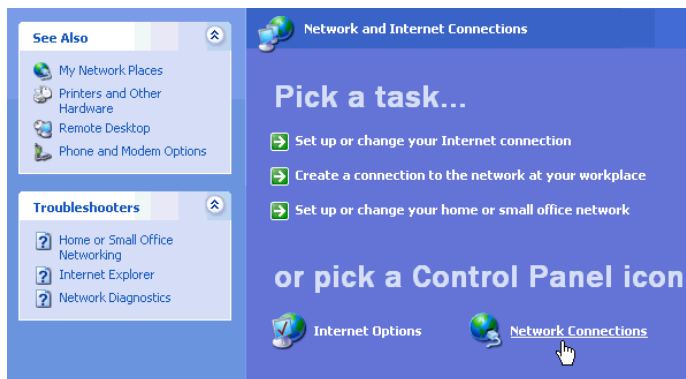 See Also
My Network Places
Printers and Other
Hardware
Remote Desktop
Phone and Modem Options
Troubleshooters
Home or Small Office
Networking
Internet Explorer
Network Diagnostics
Network and Internet Connections
Pick a task...
Set up or change your Internet connection
Create a connection to the network at your workplace
Set up or change your home or small office network
or pick a Control Panel icon
Internet Options
Network Connections